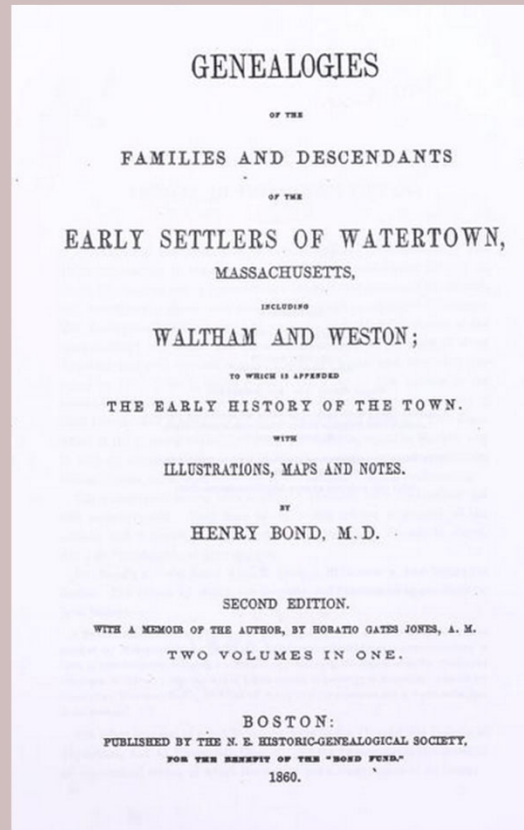 GENEALOGIES
OF THE
FAMILIES AND DESCENDANTS
OF THE
EARLY SETTLERS OF WATERTOWN,
MASSACHUSETTS,
INCLUDING
WALTHAM AND WESTON;
TO WHICH IS APPENDED
THE EARLY HISTORY OF THE TOWN.
WITH
ILLUSTRATIONS, MAPS AND NOTES.
BY
HENRY BOND, M.D.
SECOND EDITION.
WITH A MEMOIR OF THE AUTHOR, BY HORATIO GATES JONES, A. M.
TWO VOLUMES IN ONE.
BOSTON:
PUBLISHED BY THE N. E. HISTORIC-GENEALOGICAL SOCIETY,
FOR THE BENEFIT OF THE "BOND FUND."
1860.